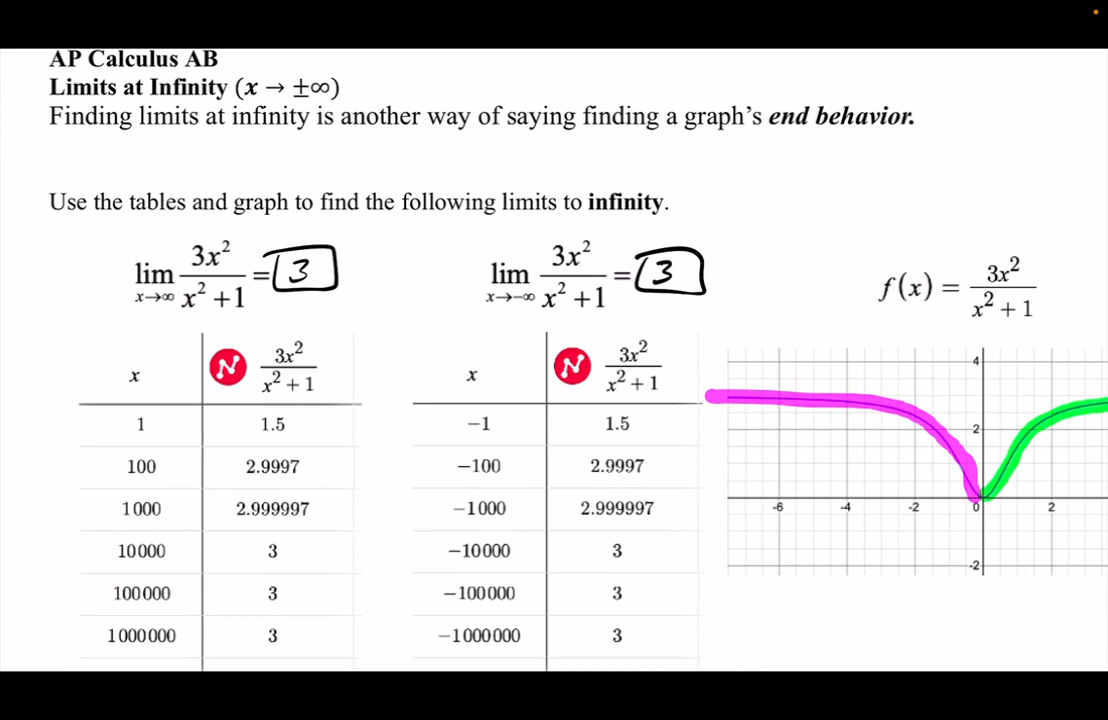 AP Calculus AB
Limits at Infinity (x → ±∞)
Finding limits at infinity is another way of saying finding a graph's end behavior.
Use the tables and graph to find the following limits to infinity.
lim x→∞ 3x² / x² + 1 = 3
lim x→−∞ 3x² / x² + 1 = 3
f(x) = 3x² / x² + 1
x 3x² / x² + 1
1 1.5
100 2.9997
1000 2.999997
10000 3
100000 3
1000000 3
x 3x² / x² + 1
−1 1.5
−100 2.9997
−1000 2.999997
−10000 3
−100000 3
−1000000 3
4
2
-6 -4 -2 0 2
-2